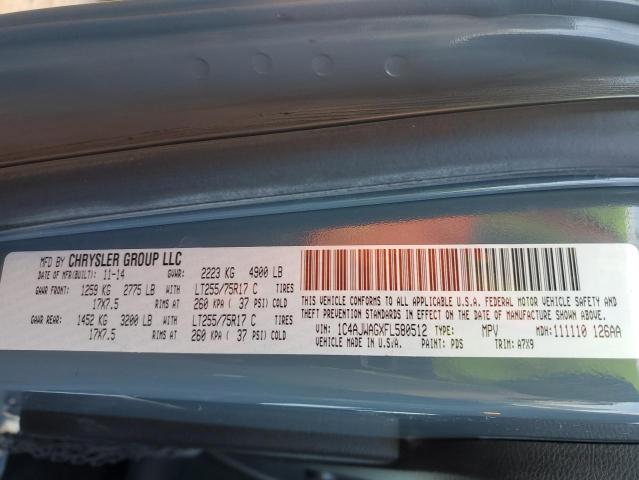 MFD BY CHRYSLER GROUP LLC
DATE OF MFR(BUILT): 11-14 GVWR: 2223 KG 4900 LB
GAWR FRONT: 1259 KG 2775 LB WITH LT255/75R17 C TIRES
17X7.5 RIMS AT 260 KPA ( 37 PSI) COLD
GAWR REAR: 1452 KG 3200 LB WITH LT255/75R17 C TIRES
17X7.5 RIMS AT 260 KPA ( 37 PSI) COLD
THIS VEHICLE CONFORMS TO ALL APPLICABLE U.S.A. FEDERAL MOTOR VEHICLE SAFETY
AND THEFT PREVENTION STANDARDS IN EFFECT ON THE DATE OF MANUFACTURE SHOWN ABOVE.
VIN: 1C4AJWAGXFL580512 TYPE: MPV MDH: 111110 126AA
VEHICLE MADE IN U.S.A. PAINT: PDS TRIM: A7X9